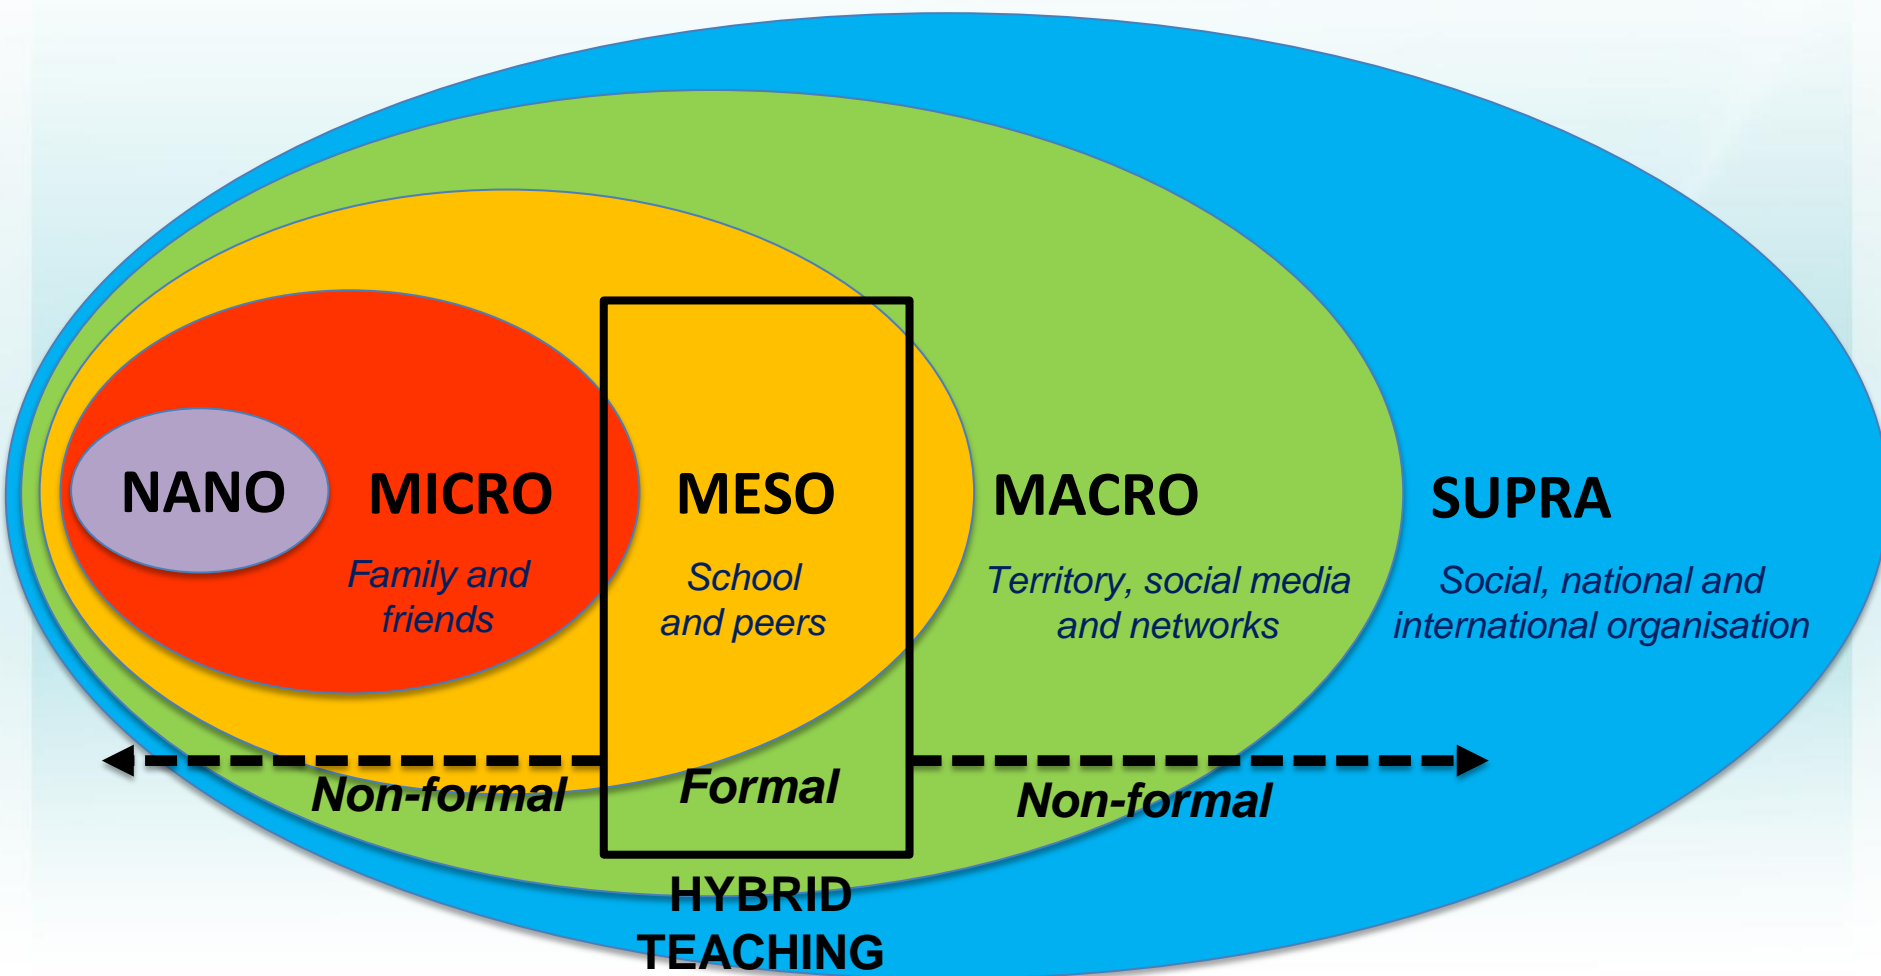 NANO
MICRO
Family and
friends
MESO
School
and peers
MACRO
Territory, social media
and networks
SUPRA
Social, national and
international organisation
Non-formal
Formal
Non-formal
HYBRID
TEACHING